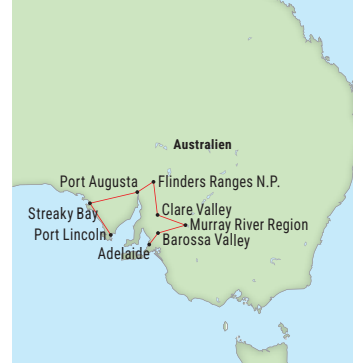 Australien
Port Augusta
Flinders Ranges N.P.
Streaky Bay
Clare Valley
Port Lincoln
Murray River Region
Barossa Valley
Adelaide